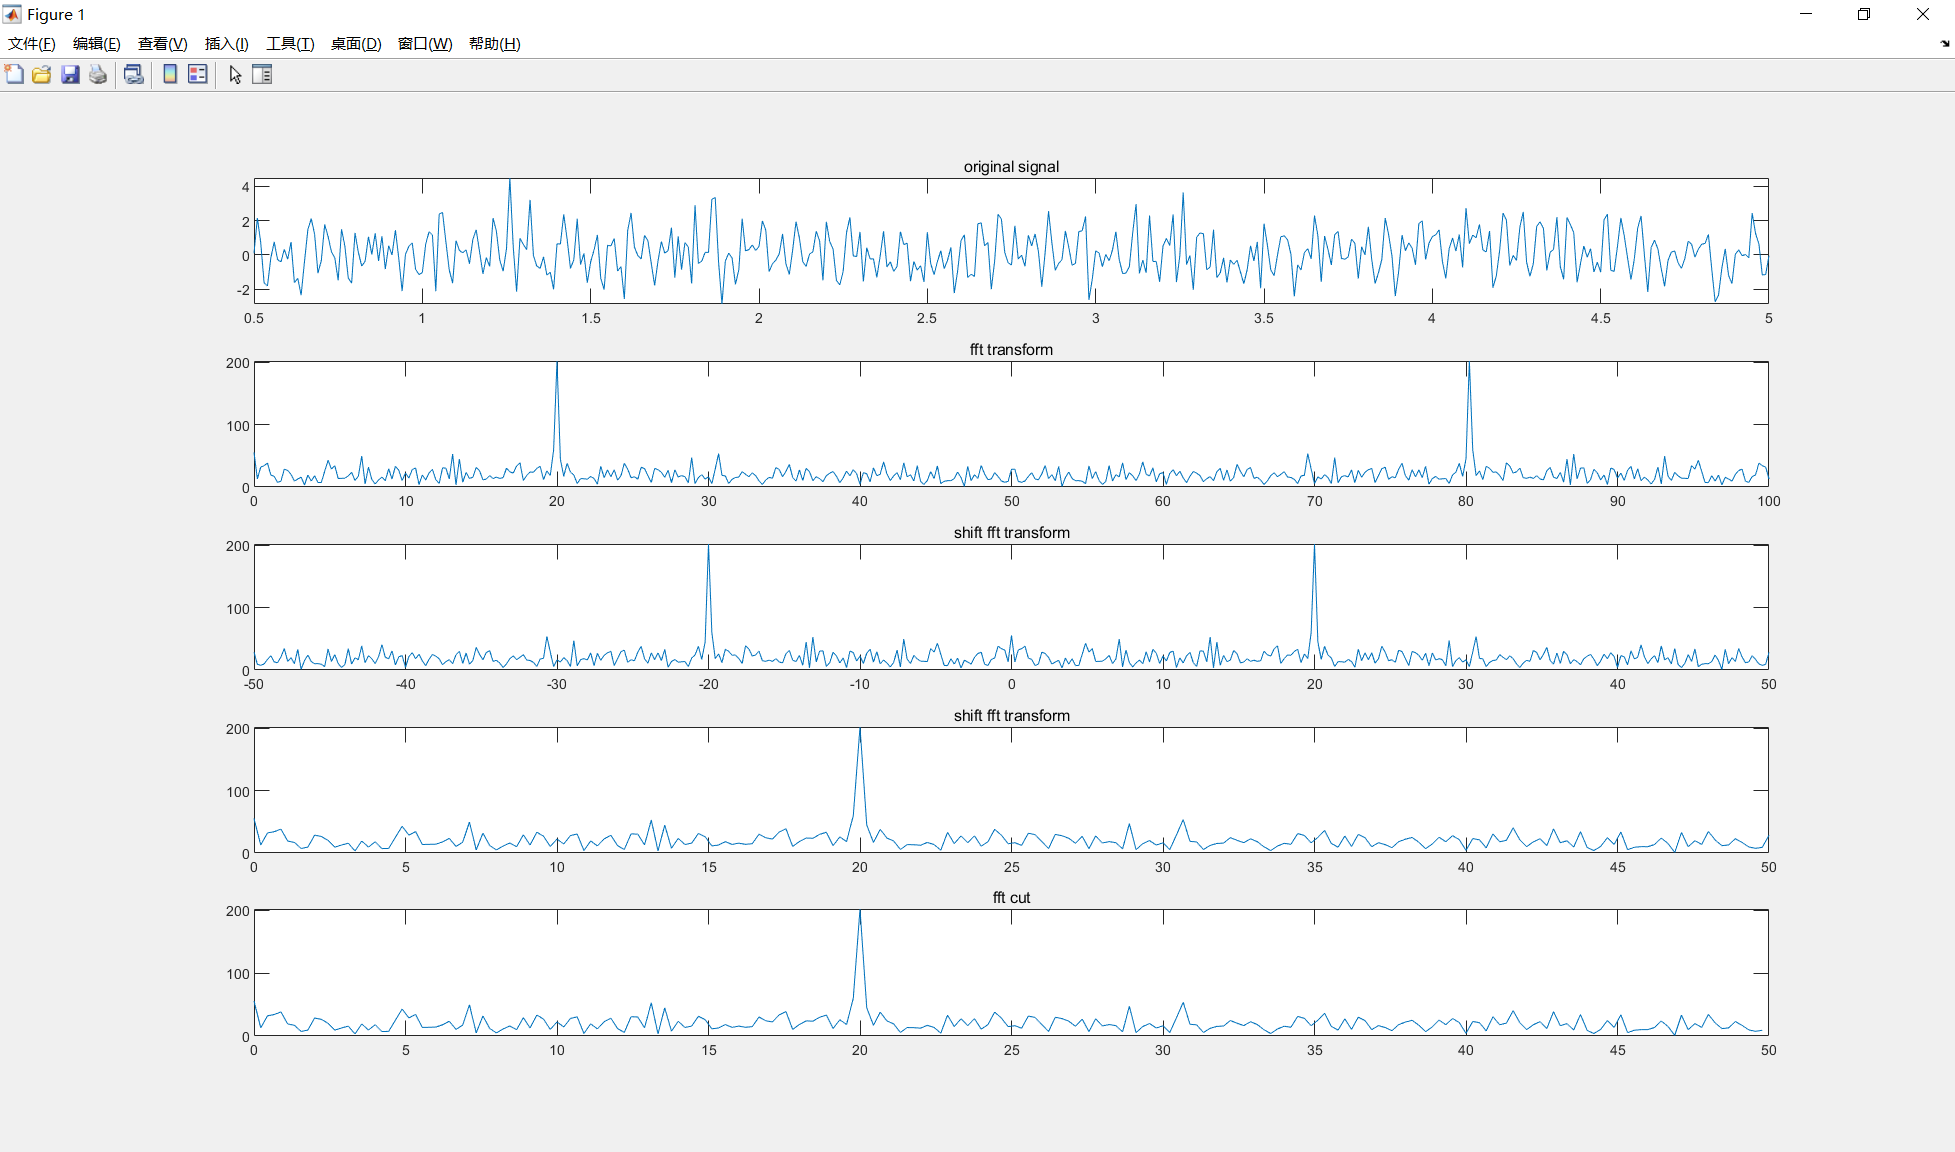 Figure 1
文件(F) 编辑(E) 查看(V) 插入(I) 工具(T) 桌面(D) 窗口(W) 帮助(H)
original signal
4
2
0
-2
0.5 1 1.5 2 2.5 3 3.5 4 4.5 5
fft transform
200
100
0
0 10 20 30 40 50 60 70 80 90 100
shift fft transform
200
100
0
-50 -40 -30 -20 -10 0 10 20 30 40 50
shift fft transform
200
100
0
0 5 10 15 20 25 30 35 40 45 50
fft cut
200
100
0
0 5 10 15 20 25 30 35 40 45 50